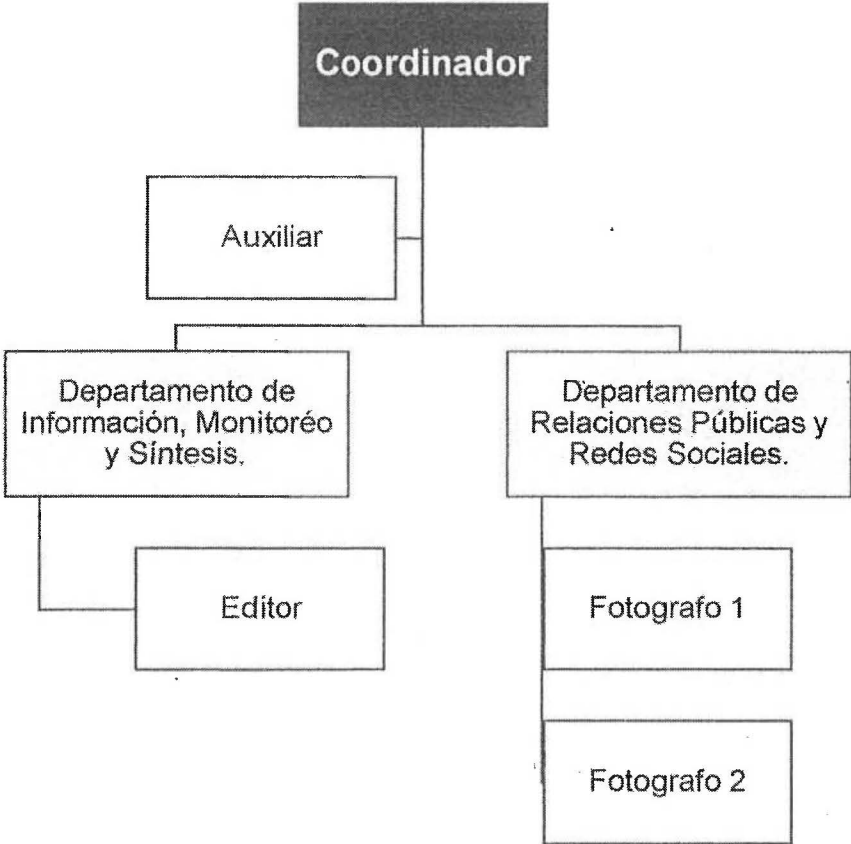 Coordinador
Auxiliar
Departamento de
Información, Monitoréo
y Síntesis.
Departamento de
Relaciones Públicas y
Redes Sociales.
Editor
Fotografo 1
Fotografo 2